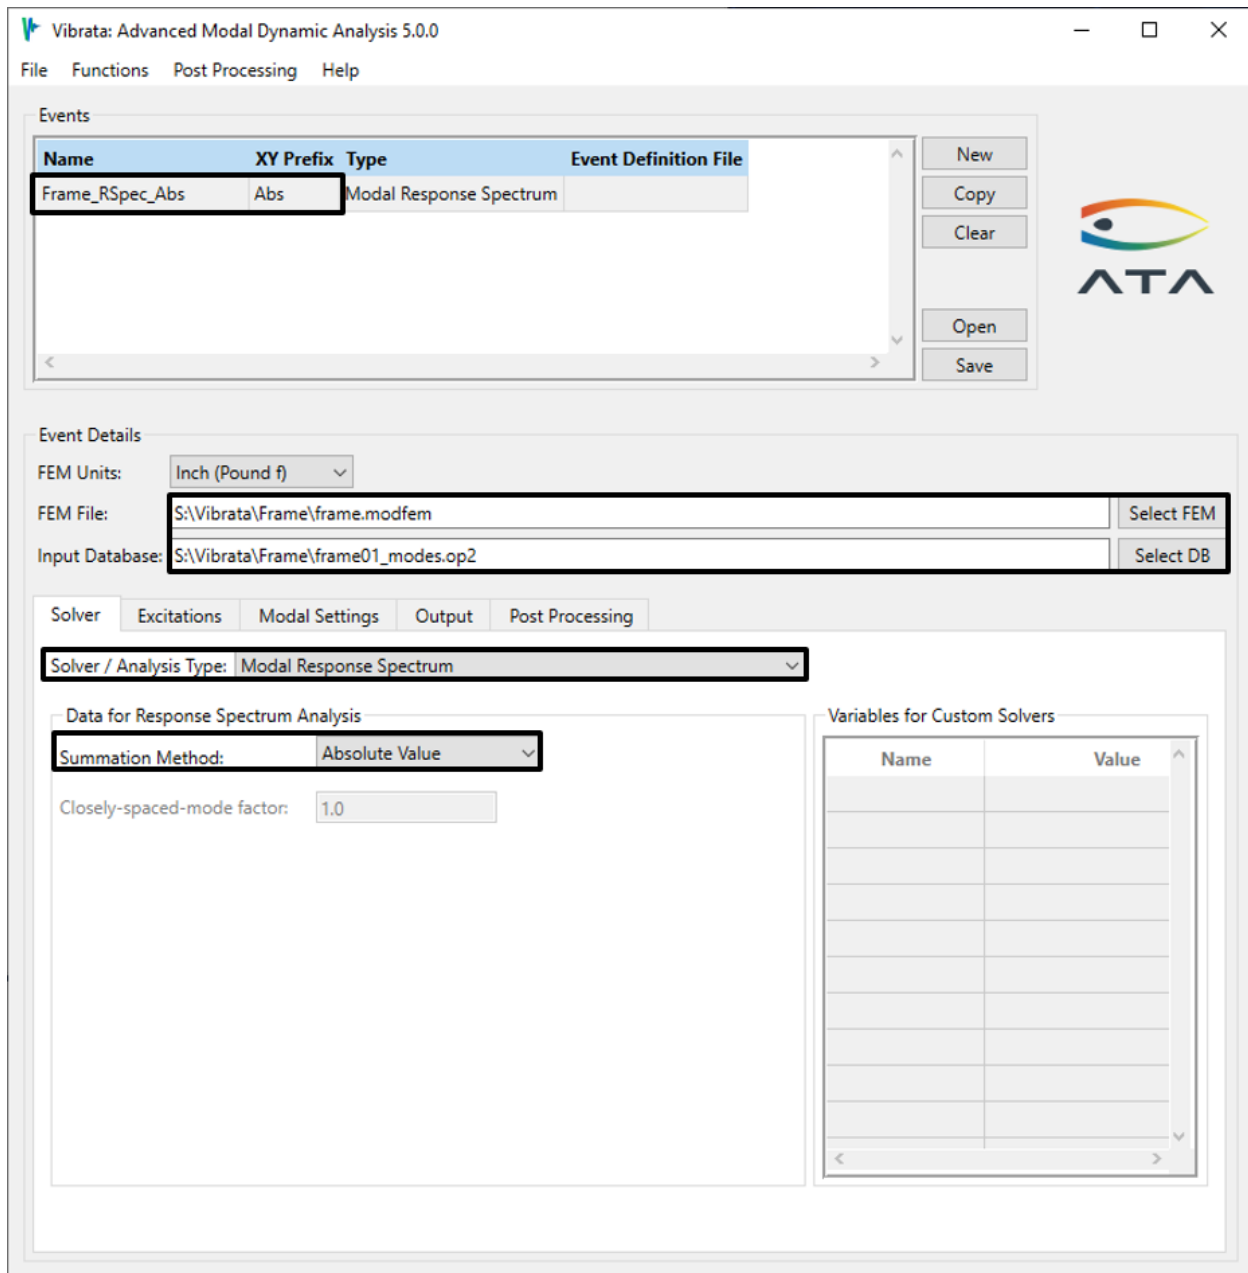 Vibrata: Advanced Modal Dynamic Analysis 5.0.0
File Functions Post Processing Help
Events
Name XY Prefix Type Event Definition File
Frame_RSpec_Abs Abs Modal Response Spectrum
New
Copy
Clear
Open
Save
ATA
Event Details
FEM Units: Inch (Pound f)
FEM File: S:\Vibrata\Frame\frame.modfem Select FEM
Input Database: S:\Vibrata\Frame\frame01_modes.op2 Select DB
Solver Excitations Modal Settings Output Post Processing
Solver / Analysis Type: Modal Response Spectrum
Data for Response Spectrum Analysis
Summation Method: Absolute Value
Closely-spaced-mode factor: 1.0
Variables for Custom Solvers
Name Value